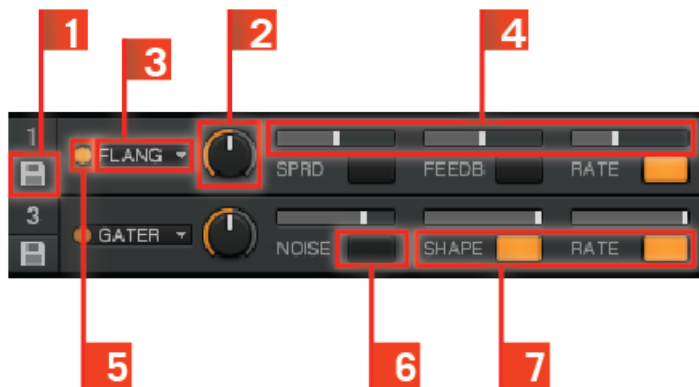 1
2
3
4
1
FLANG
SPRD
FEEDB
RATE
3
GATER
NOISE
SHAPE
RATE
5
6
7